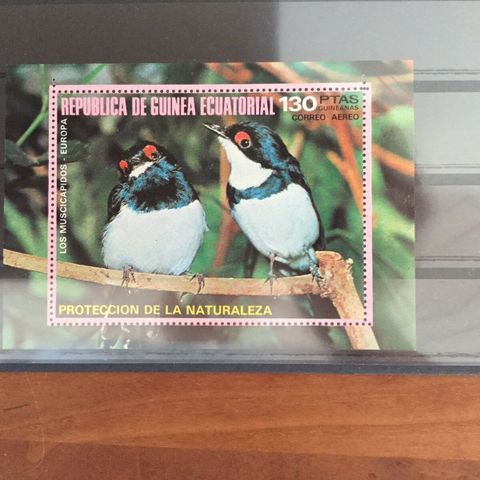 REPUBLICA DE GUINEA ECUATORIAL 130 PTAS
GUINEANAS
CORREO AEREO
LOS MUSCICAPIDOS - EUROPA
PROTECCION DE LA NATURALEZA